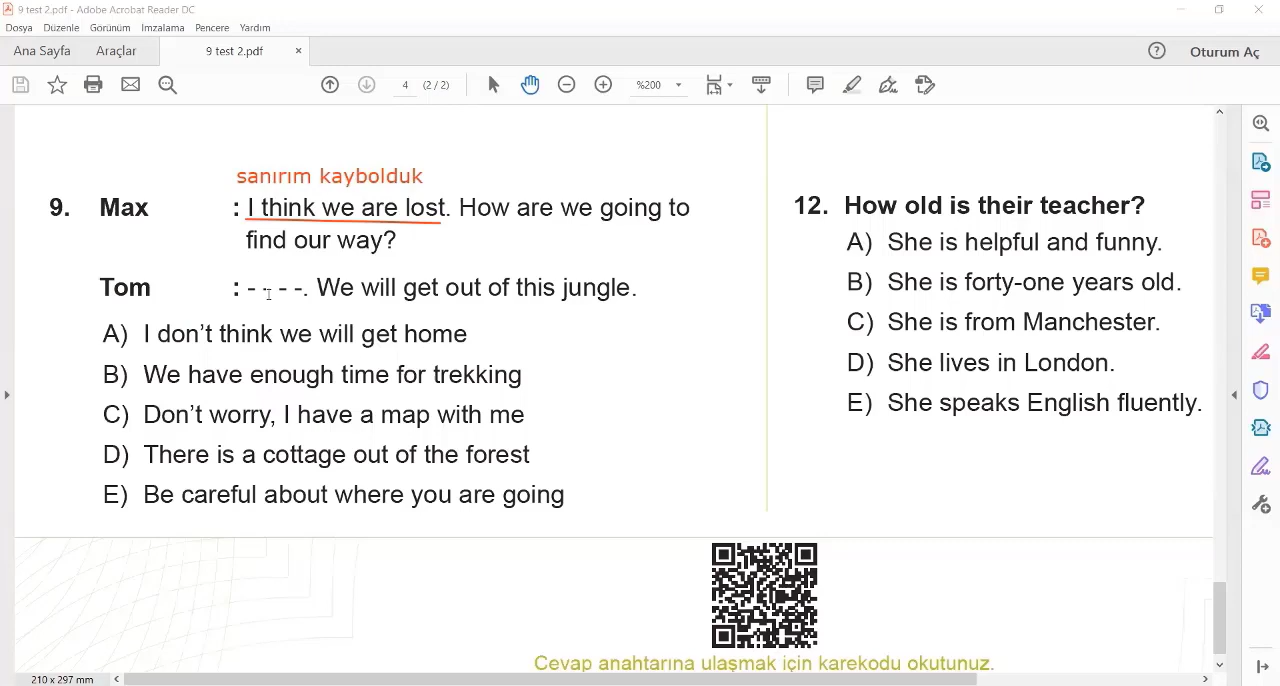 9 test 2.pdf - Adobe Acrobat Reader DC
Dosya Düzenle Görünüm İmzalama Pencere Yardım
Ana Sayfa Araçlar 9 test 2.pdf × Oturum Aç
4 (2 / 2) %200
sanırım kaybolduk
9. Max : I think we are lost. How are we going to
find our way?
Tom : - - - -. We will get out of this jungle.
A) I don't think we will get home
B) We have enough time for trekking
C) Don't worry, I have a map with me
D) There is a cottage out of the forest
E) Be careful about where you are going
12. How old is their teacher?
A) She is helpful and funny.
B) She is forty-one years old.
C) She is from Manchester.
D) She lives in London.
E) She speaks English fluently.
Cevap anahtarına ulaşmak için karekodu okutunuz.
210 x 297 mm